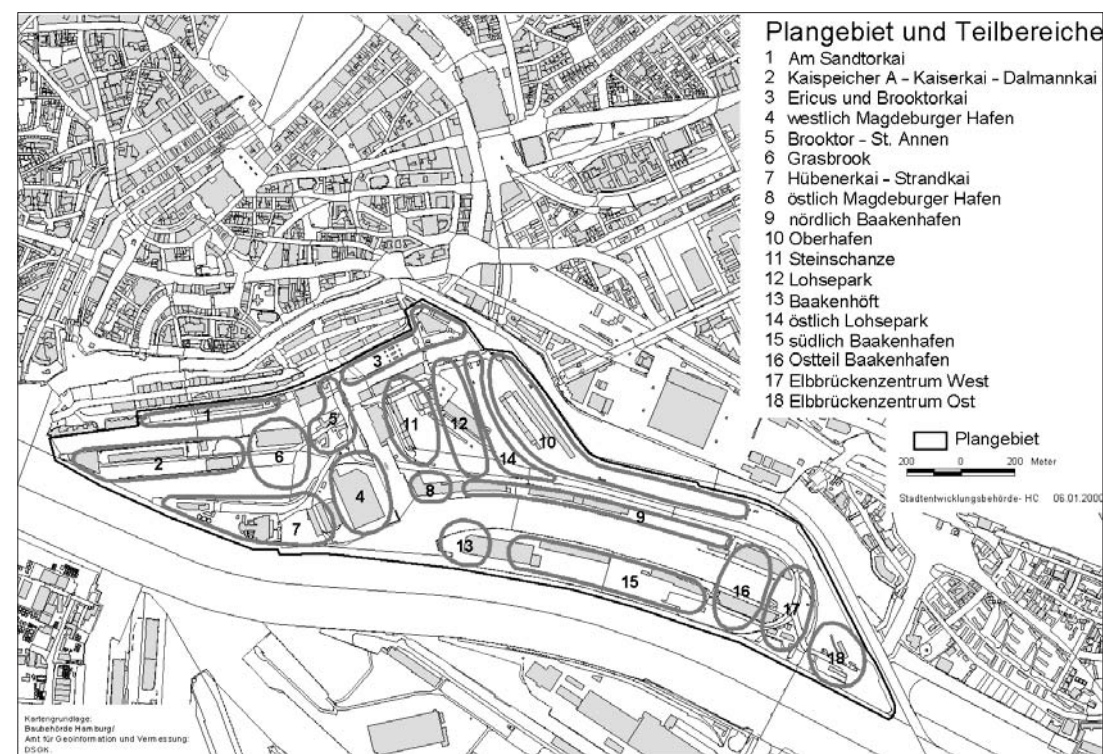 Plangebiet und Teilbereiche
1 Am Sandtorkai
2 Kaispeicher A - Kaiserkai - Dalmannkai
3 Ericus und Brooktorkai
4 westlich Magdeburger Hafen
5 Brooktor - St. Annen
6 Grasbrook
7 Hübenerkai - Strandkai
8 östlich Magdeburger Hafen
9 nördlich Baakenhafen
10 Oberhafen
11 Steinschanze
12 Lohsepark
13 Baakenhöft
14 östlich Lohsepark
15 südlich Baakenhafen
16 Ostteil Baakenhafen
17 Elbbrückenzentrum West
18 Elbbrückenzentrum Ost
Plangebiet
200 0 200 Meter
Stadtentwicklungsbehörde- HC 06.01.2000
3
1
5
11
12
10
2
6
14
4
8
9
7
13
15
16
17
18
Kartengrundlage:
Baubehörde Hamburg/
Amt für Geoinformation und Vermessung:
DSGK.